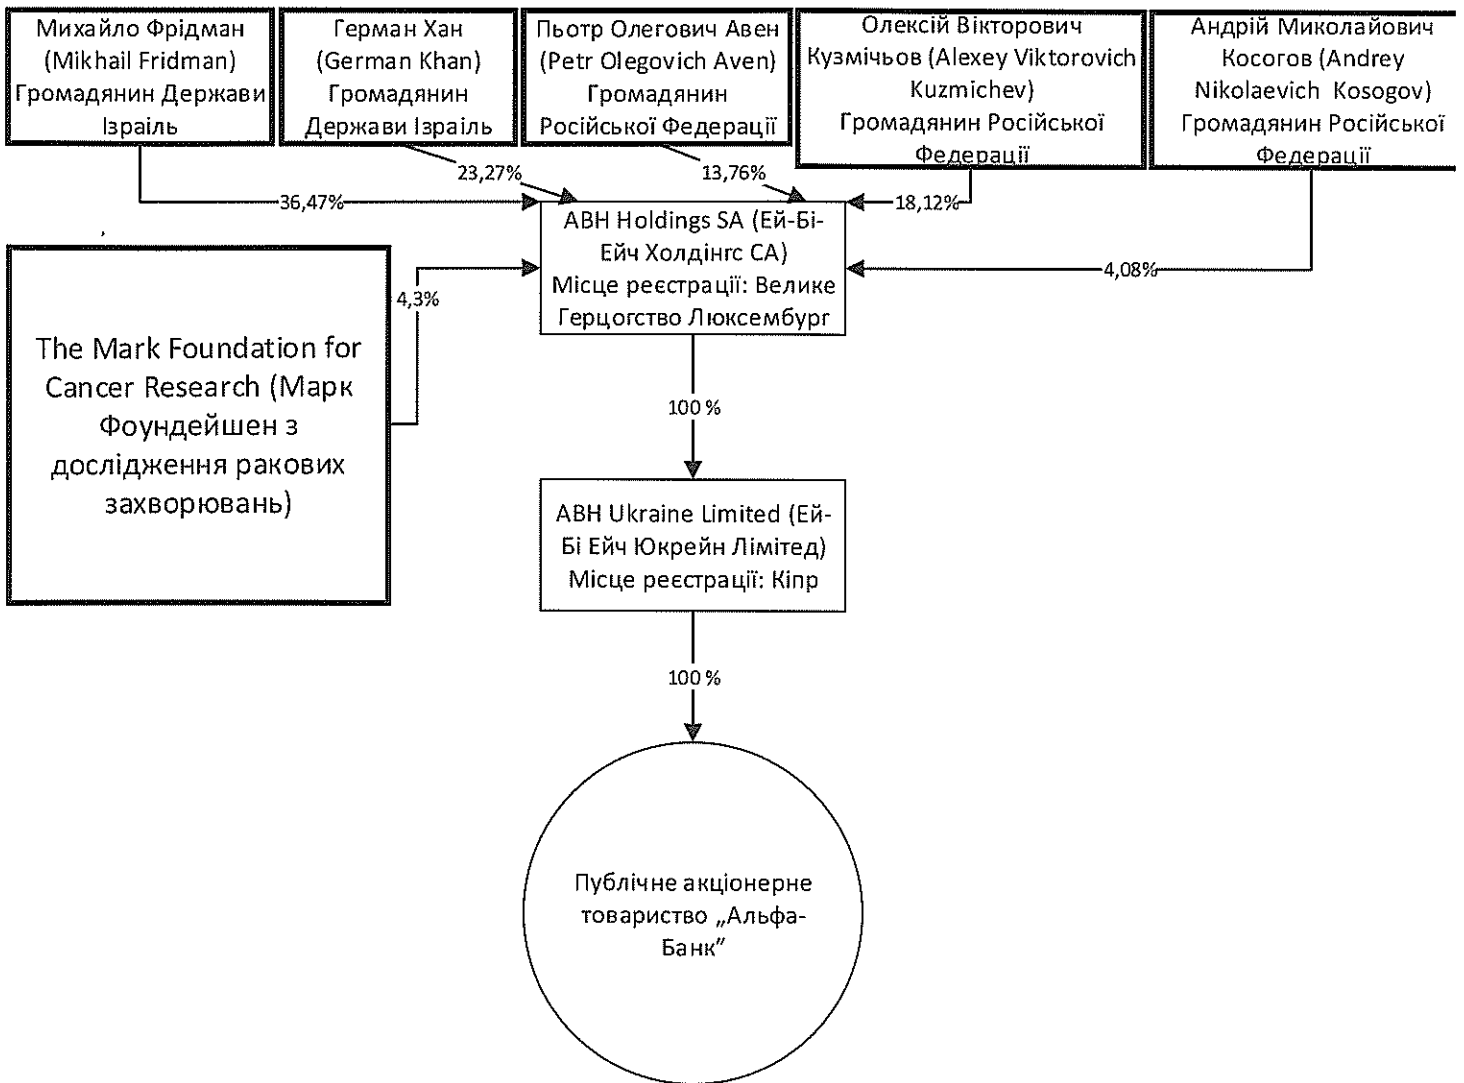 Михайло Фрідман
(Mikhail Fridman)
Громадянин Держави
Ізраїль
Герман Хан
(German Khan)
Громадянин
Держави Ізраїль
Пьотр Олегович Авен
(Petr Olegovich Aven)
Громадянин
Російської Федерації
Олексій Вікторович
Кузмічьов (Alexey Viktorovich
Kuzmichev)
Громадянин Російської
Федерації
Андрій Миколайович
Косогов (Andrey
Nikolaevich Kosogov)
Громадянин Російської
Федерації
23,27%
13,76%
36,47%
18,12%
ABH Holdings SA (Ей-Бі-
Ейч Холдінгс СА)
Місце реєстрації: Велике
Герцогство Люксембург
4,08%
4,3%
The Mark Foundation for
Cancer Research (Марк
Фоундейшен з
дослідження ракових
захворювань)
100 %
ABH Ukraine Limited (Ей-
Бі Ейч Юкрейн Лімітед)
Місце реєстрації: Кіпр
100 %
Публічне акціонерне
товариство „Альфа-
Банк”